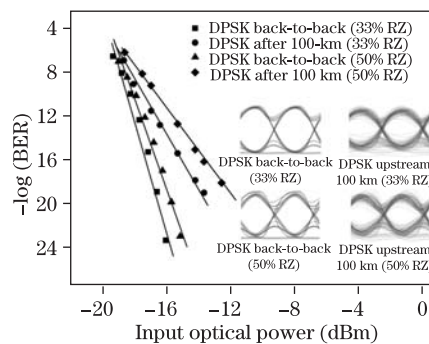 DPSK back-to-back (33% RZ)
DPSK after 100-km (33% RZ)
DPSK back-to-back (50% RZ)
DPSK after 100 km (50% RZ)
4
8
12
16
20
24
–log (BER)
DPSK back-to-back
(33% RZ)
DPSK upstream
100 km (33% RZ)
DPSK back-to-back
(50% RZ)
DPSK upstream
100 km (50% RZ)
–20 –16 –12 –8 –4 0
Input optical power (dBm)